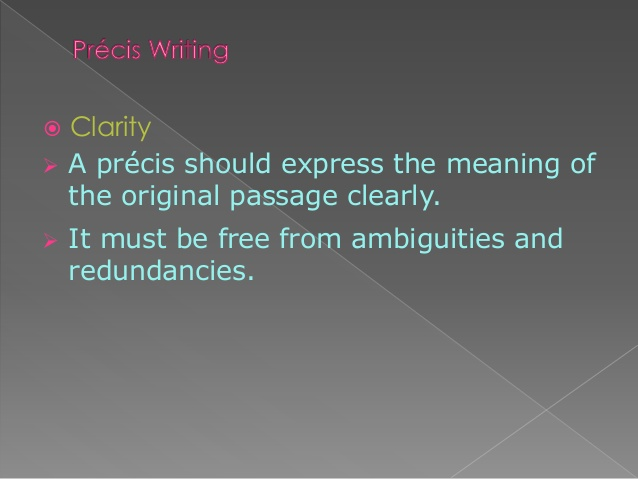 Précis Writing
Clarity
A précis should express the meaning of
the original passage clearly.
It must be free from ambiguities and
redundancies.